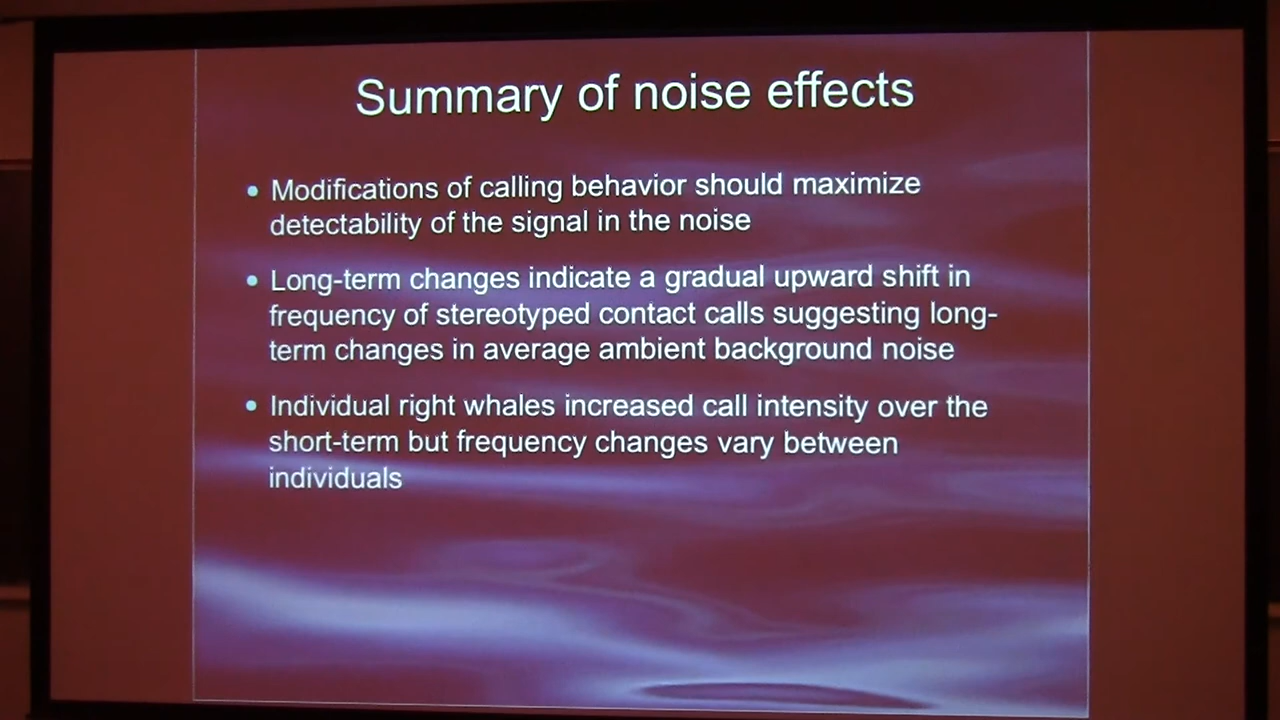 Summary of noise effects
• Modifications of calling behavior should maximize
detectability of the signal in the noise
• Long-term changes indicate a gradual upward shift in
frequency of stereotyped contact calls suggesting long-
term changes in average ambient background noise
• Individual right whales increased call intensity over the
short-term but frequency changes vary between
individuals